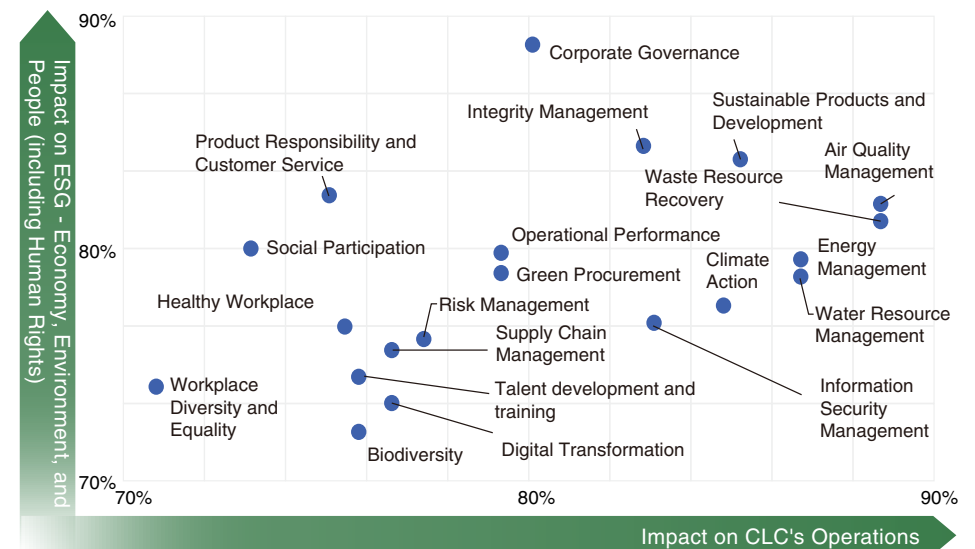 90%
Corporate Governance
Integrity Management
Sustainable Products and
Development
Product Responsibility and
Customer Service
Air Quality
Management
Waste Resource
Recovery
80%
Social Participation
Operational Performance
Green Procurement
Climate
Action
Energy
Management
Healthy Workplace
Risk Management
Supply Chain
Management
Water Resource
Management
Workplace
Diversity and
Equality
Talent development and
training
Information
Security
Management
Biodiversity
Digital Transformation
70%
70%
80%
90%
Impact on ESG - Economy, Environment, and
People (including Human Rights)
Impact on CLC's Operations